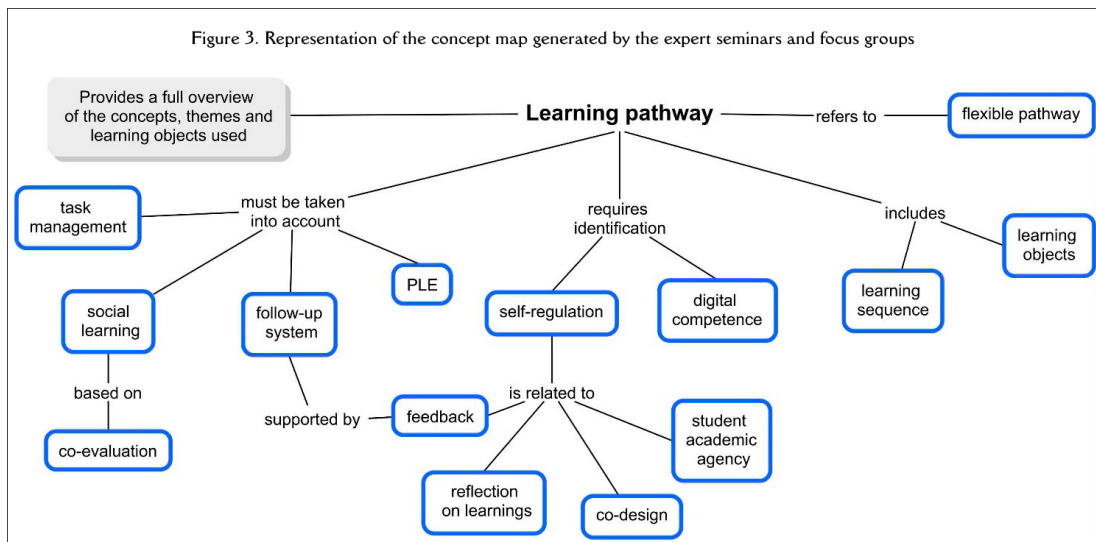 Figure 3. Representation of the concept map generated by the expert seminars and focus groups
Provides a full overview
of the concepts, themes and
learning objects used
Learning pathway
refers to
flexible pathway
task
management
must be taken
into account
requires
identification
includes
learning
objects
social
learning
follow-up
system
PLE
self-regulation
digital
competence
learning
sequence
based on
is related to
supported by
feedback
student
academic
agency
co-evaluation
reflection
on learnings
co-design